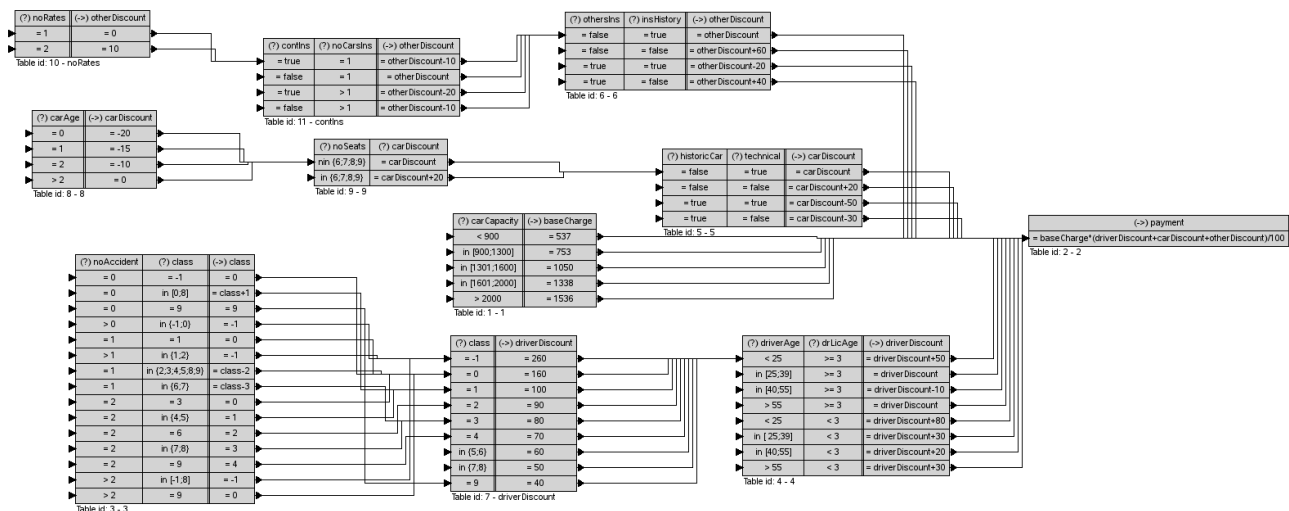 (?) noRates (->) otherDiscount
= 1 = 0
= 2 = 10
Table id: 10 - noRates
(?) contIns (?) noCarsIns (->) otherDiscount
= true = 1 = otherDiscount-10
= false = 1 = otherDiscount
= true > 1 = otherDiscount-20
= false > 1 = otherDiscount-10
Table id: 11 - contIns
(?) othersIns (?) insHistory (->) otherDiscount
= false = true = otherDiscount
= false = false = otherDiscount+60
= true = true = otherDiscount-20
= true = false = otherDiscount+40
Table id: 6 - 6
(?) carAge (->) carDiscount
= 0 = -20
= 1 = -15
= 2 = -10
> 2 = 0
Table id: 8 - 8
(?) noSeats (?) carDiscount
nin {6;7;8;9} = carDiscount
in {6;7;8;9} = carDiscount+20
Table id: 9 - 9
(?) historicCar (?) technical (->) carDiscount
= false = true = carDiscount
= false = false = carDiscount+20
= true = true = carDiscount-50
= true = false = carDiscount-30
Table id: 5 - 5
(?) carCapacity (->) baseCharge
< 900 = 537
in [900;1300] = 753
in [1301;1600] = 1050
in [1601;2000] = 1338
> 2000 = 1536
Table id: 1 - 1
(->) payment
= baseCharge*(driverDiscount+carDiscount+otherDiscount)/100
Table id: 2 - 2
(?) noAccident (?) class (->) class
= 0 = -1 = 0
= 0 in [0;8] = class+1
= 0 = 9 = 9
> 0 in {-1;0} = -1
= 1 = 1 = 0
> 1 in {1;2} = -1
= 1 in {2;3;4;5;8;9} = class-2
= 1 in {6;7} = class-3
= 2 = 3 = 0
= 2 in {4;5} = 1
= 2 = 6 = 2
= 2 in {7;8} = 3
= 2 = 9 = 4
> 2 in [-1;8] = -1
> 2 = 9 = 0
Table id: 3 - 3
(?) class (->) driverDiscount
= -1 = 260
= 0 = 160
= 1 = 100
= 2 = 90
= 3 = 80
= 4 = 70
in {5;6} = 60
in {7;8} = 50
= 9 = 40
Table id: 7 - driverDiscount
(?) driverAge (?) drLicAge (->) driverDiscount
< 25 >= 3 = driverDiscount+50
in [25;39] >= 3 = driverDiscount
in [40;55] >= 3 = driverDiscount-10
> 55 >= 3 = driverDiscount
< 25 < 3 = driverDiscount+80
in [ 25;39] < 3 = driverDiscount+30
in [40;55] < 3 = driverDiscount+20
> 55 < 3 = driverDiscount+30
Table id: 4 - 4